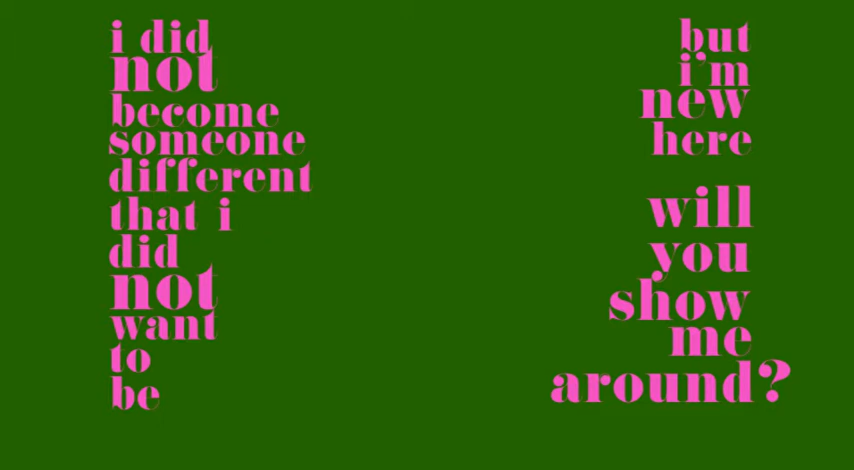 i did
not
become
someone
different
that i
did
not
want
to
be
but
i'm
new
here
will
you
show
me
around?